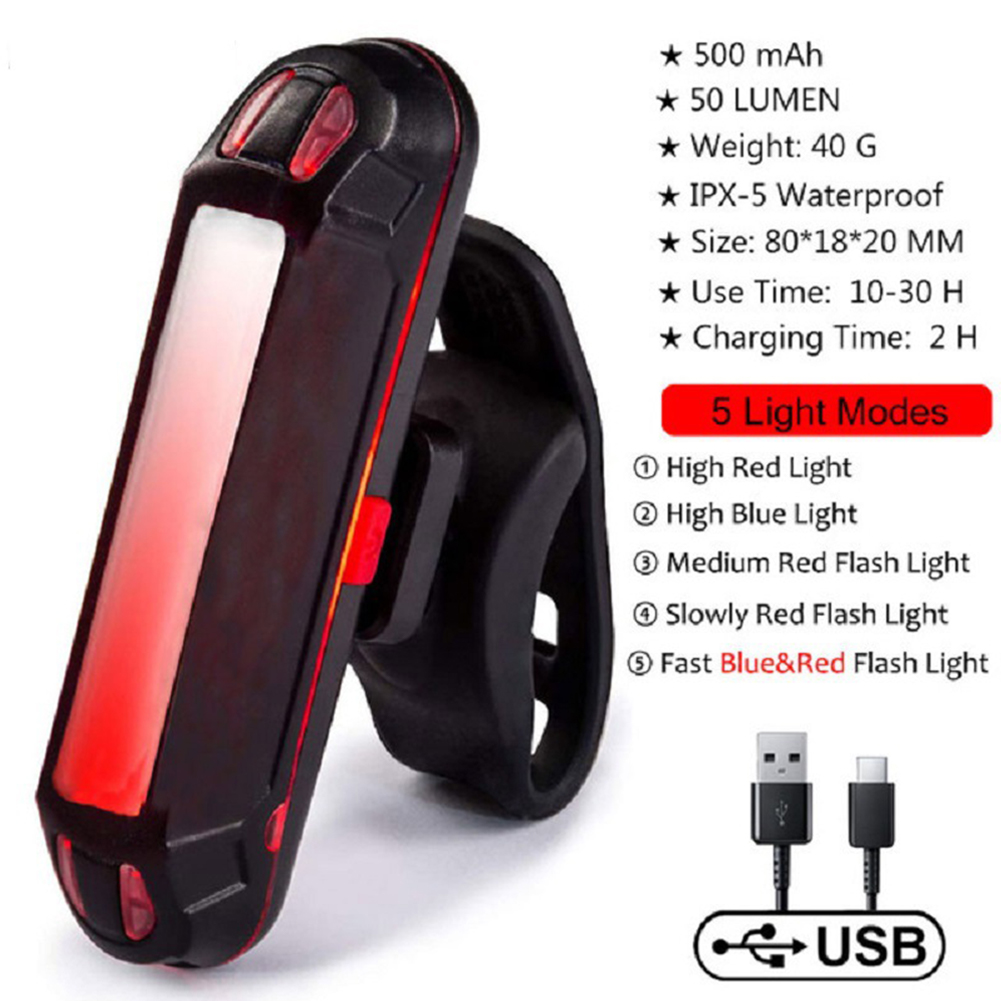 ★ 500 mAh
★ 50 LUMEN
★ Weight: 40 G
★ IPX-5 Waterproof
★ Size: 80*18*20 MM
★ Use Time: 10-30 H
★ Charging Time: 2 H
5 Light Modes
① High Red Light
② High Blue Light
③ Medium Red Flash Light
④ Slowly Red Flash Light
⑤ Fast Blue&Red Flash Light
USB